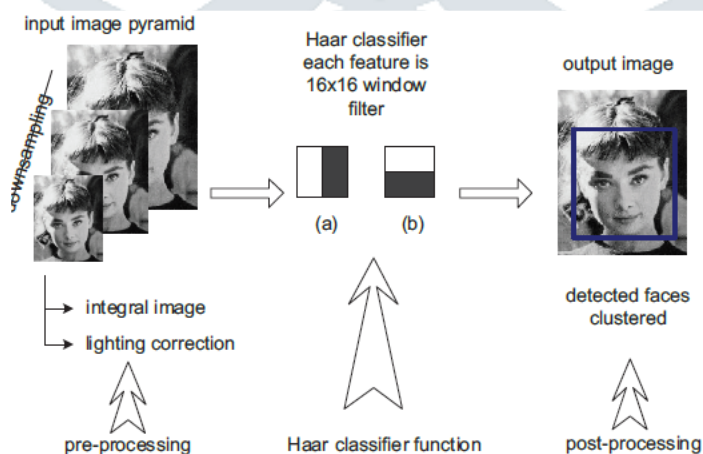 input image pyramid
downsampling
integral image
lighting correction
pre-processing
Haar classifier
each feature is
16x16 window
filter
(a) (b)
Haar classifier function
output image
detected faces
clustered
post-processing